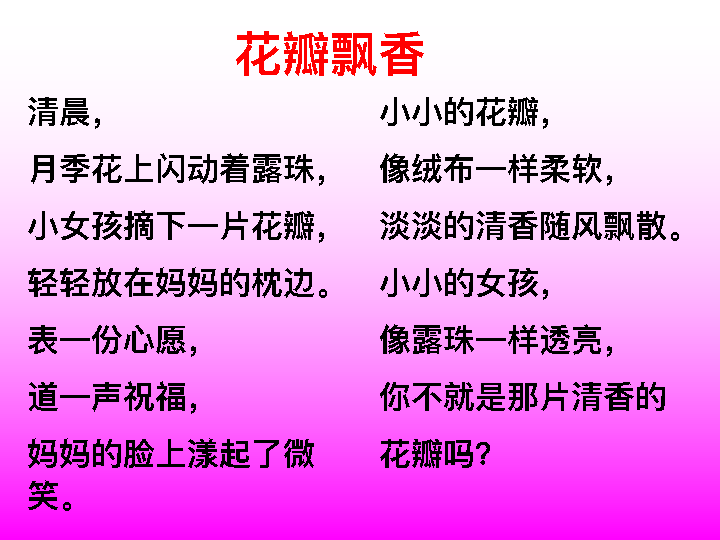 花瓣飘香
清晨，
月季花上闪动着露珠，
小女孩摘下一片花瓣，
轻轻放在妈妈的枕边。
表一份心愿，
道一声祝福，
妈妈的脸上漾起了微
笑。
小小的花瓣，
像绒布一样柔软，
淡淡的清香随风飘散。
小小的女孩，
像露珠一样透亮，
你不就是那片清香的
花瓣吗？